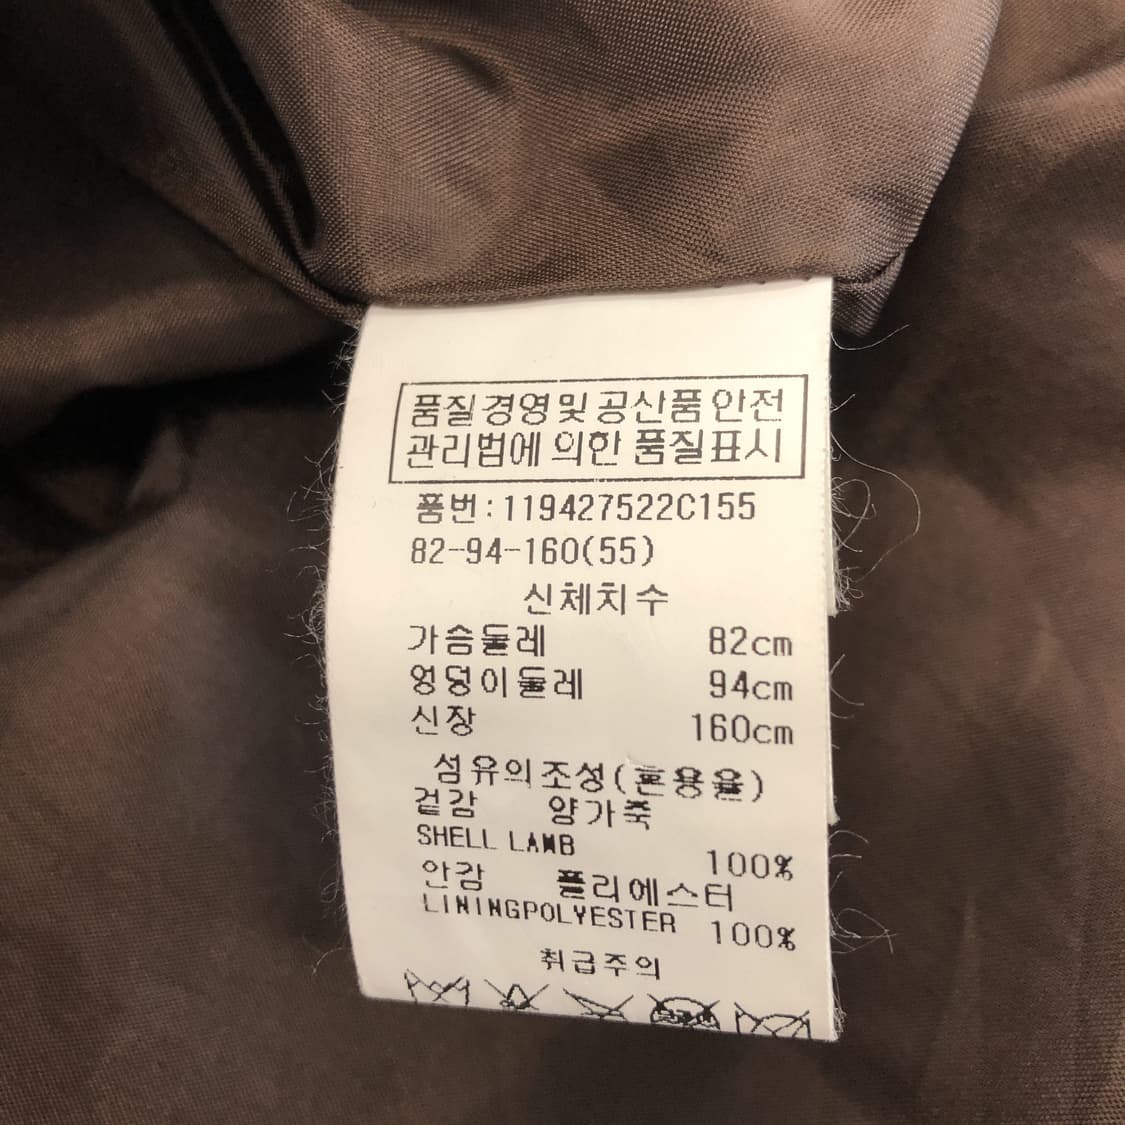 품질경영및공산품안전
관리법에 의한 품질표시
품번:119427522C155
82-94-160(55)
신체치수
가슴둘레 82cm
엉덩이둘레 94cm
신장 160cm
섬유의조성(혼용율)
겉감 양가죽
SHELL LAMB 100%
안감 폴리에스터
LININGPOLYESTER 100%
취급주의